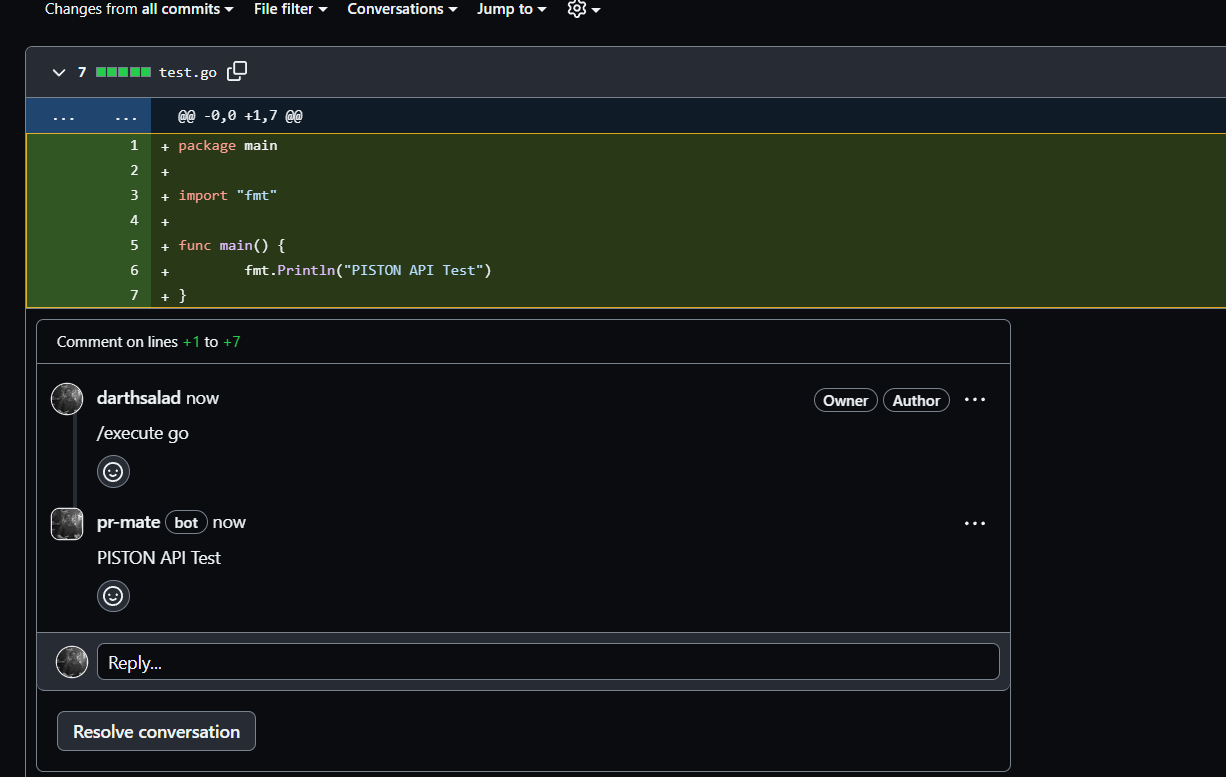 Changes from all commits File filter Conversations Jump to
7 test.go
... ... @@ -0,0 +1,7 @@
1 + package main
2 +
3 + import "fmt"
4 +
5 + func main() {
6 + fmt.Println("PISTON API Test")
7 + }
Comment on lines +1 to +7
darthsalad now Owner Author ...
/execute go
pr-mate bot now ...
PISTON API Test
Reply...
Resolve conversation